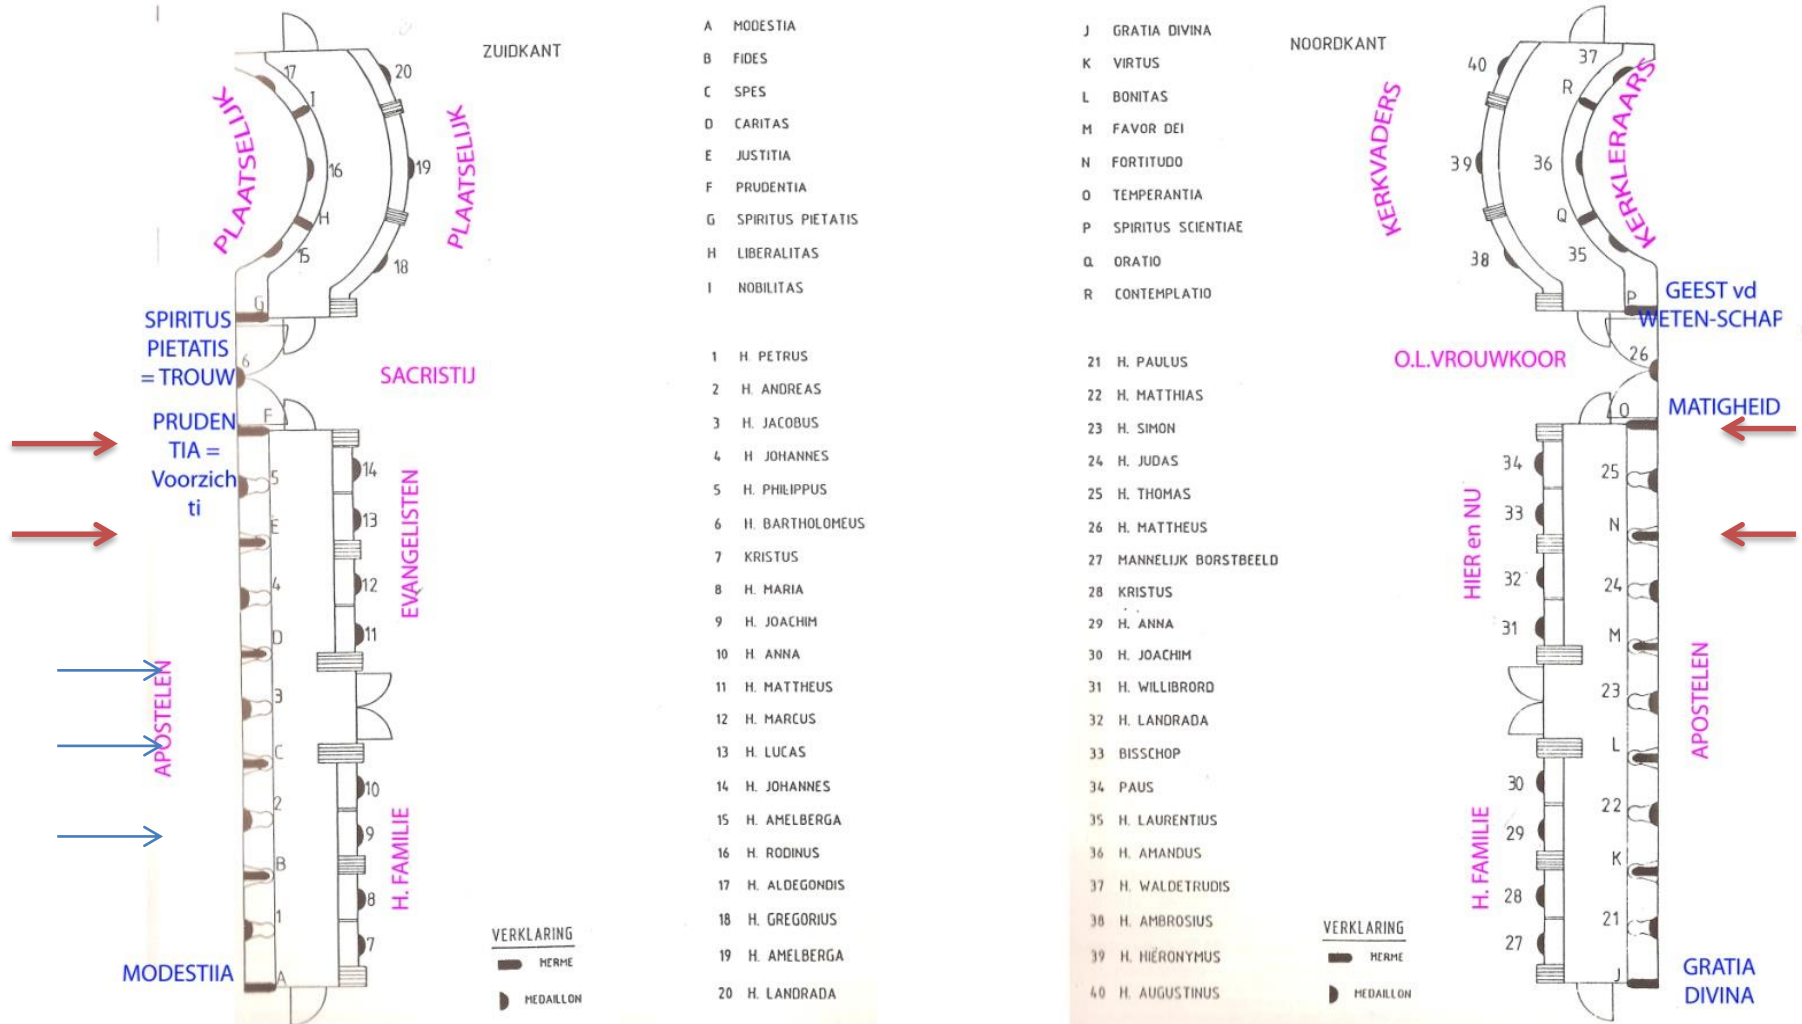 ZUIDKANT
17
I
20
PLAATSELIJK
PLAATSELIJK
16
19
H
15
18
G
SPIRITUS
PIETATIS
= TROUW
6
SACRISTIJ
F
PRUDEN
TIA =
Voorzich
ti
5
14
E
13
EVANGELISTEN
4
12
D
11
APOSTELEN
3
C
2
10
B
9
H. FAMILIE
8
1
7
MODESTIIA
A
VERKLARING
HERME
MEDAILLON
A MODESTIA
B FIDES
C SPES
D CARITAS
E JUSTITIA
F PRUDENTIA
G SPIRITUS PIETATIS
H LIBERALITAS
I NOBILITAS
1 H. PETRUS
2 H. ANDREAS
3 H. JACOBUS
4 H JOHANNES
5 H. PHILIPPUS
6 H. BARTHOLOMEUS
7 KRISTUS
8 H. MARIA
9 H. JOACHIM
10 H. ANNA
11 H. MATTHEUS
12 H. MARCUS
13 H. LUCAS
14 H. JOHANNES
15 H. AMELBERGA
16 H. RODINUS
17 H. ALDEGONDIS
18 H. GREGORIUS
19 H. AMELBERGA
20 H. LANDRADA
J GRATIA DIVINA
K VIRTUS
L BONITAS
M FAVOR DEI
N FORTITUDO
O TEMPERANTIA
P SPIRITUS SCIENTIAE
Q ORATIO
R CONTEMPLATIO
21 H. PAULUS
22 H. MATTHIAS
23 H. SIMON
24 H. JUDAS
25 H. THOMAS
26 H. MATTHEUS
27 MANNELIJK BORSTBEELD
28 KRISTUS
29 H. ANNA
30 H. JOACHIM
31 H. WILLIBRORD
32 H. LANDRADA
33 BISSCHOP
34 PAUS
35 H. LAURENTIUS
36 H. AMANDUS
37 H. WALDETRUDIS
38 H. AMBROSIUS
39 H. HIËRONYMUS
40 H. AUGUSTINUS
NOORDKANT
40
37
R
KERKVADERS
KERKLERAARS
39
36
Q
38
35
P
GEEST vd
WETEN-SCHAP
O.L.VROUWKOOR
26
O
MATIGHEID
34
25
33
N
HIER en NU
32
24
31
M
23
APOSTELEN
L
30
22
29
K
H. FAMILIE
28
21
27
J
GRATIA
DIVINA
VERKLARING
HERME
MEDAILLON